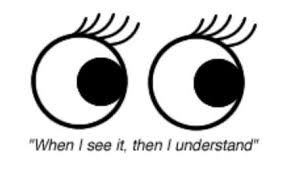 "When I see it, then I understand"